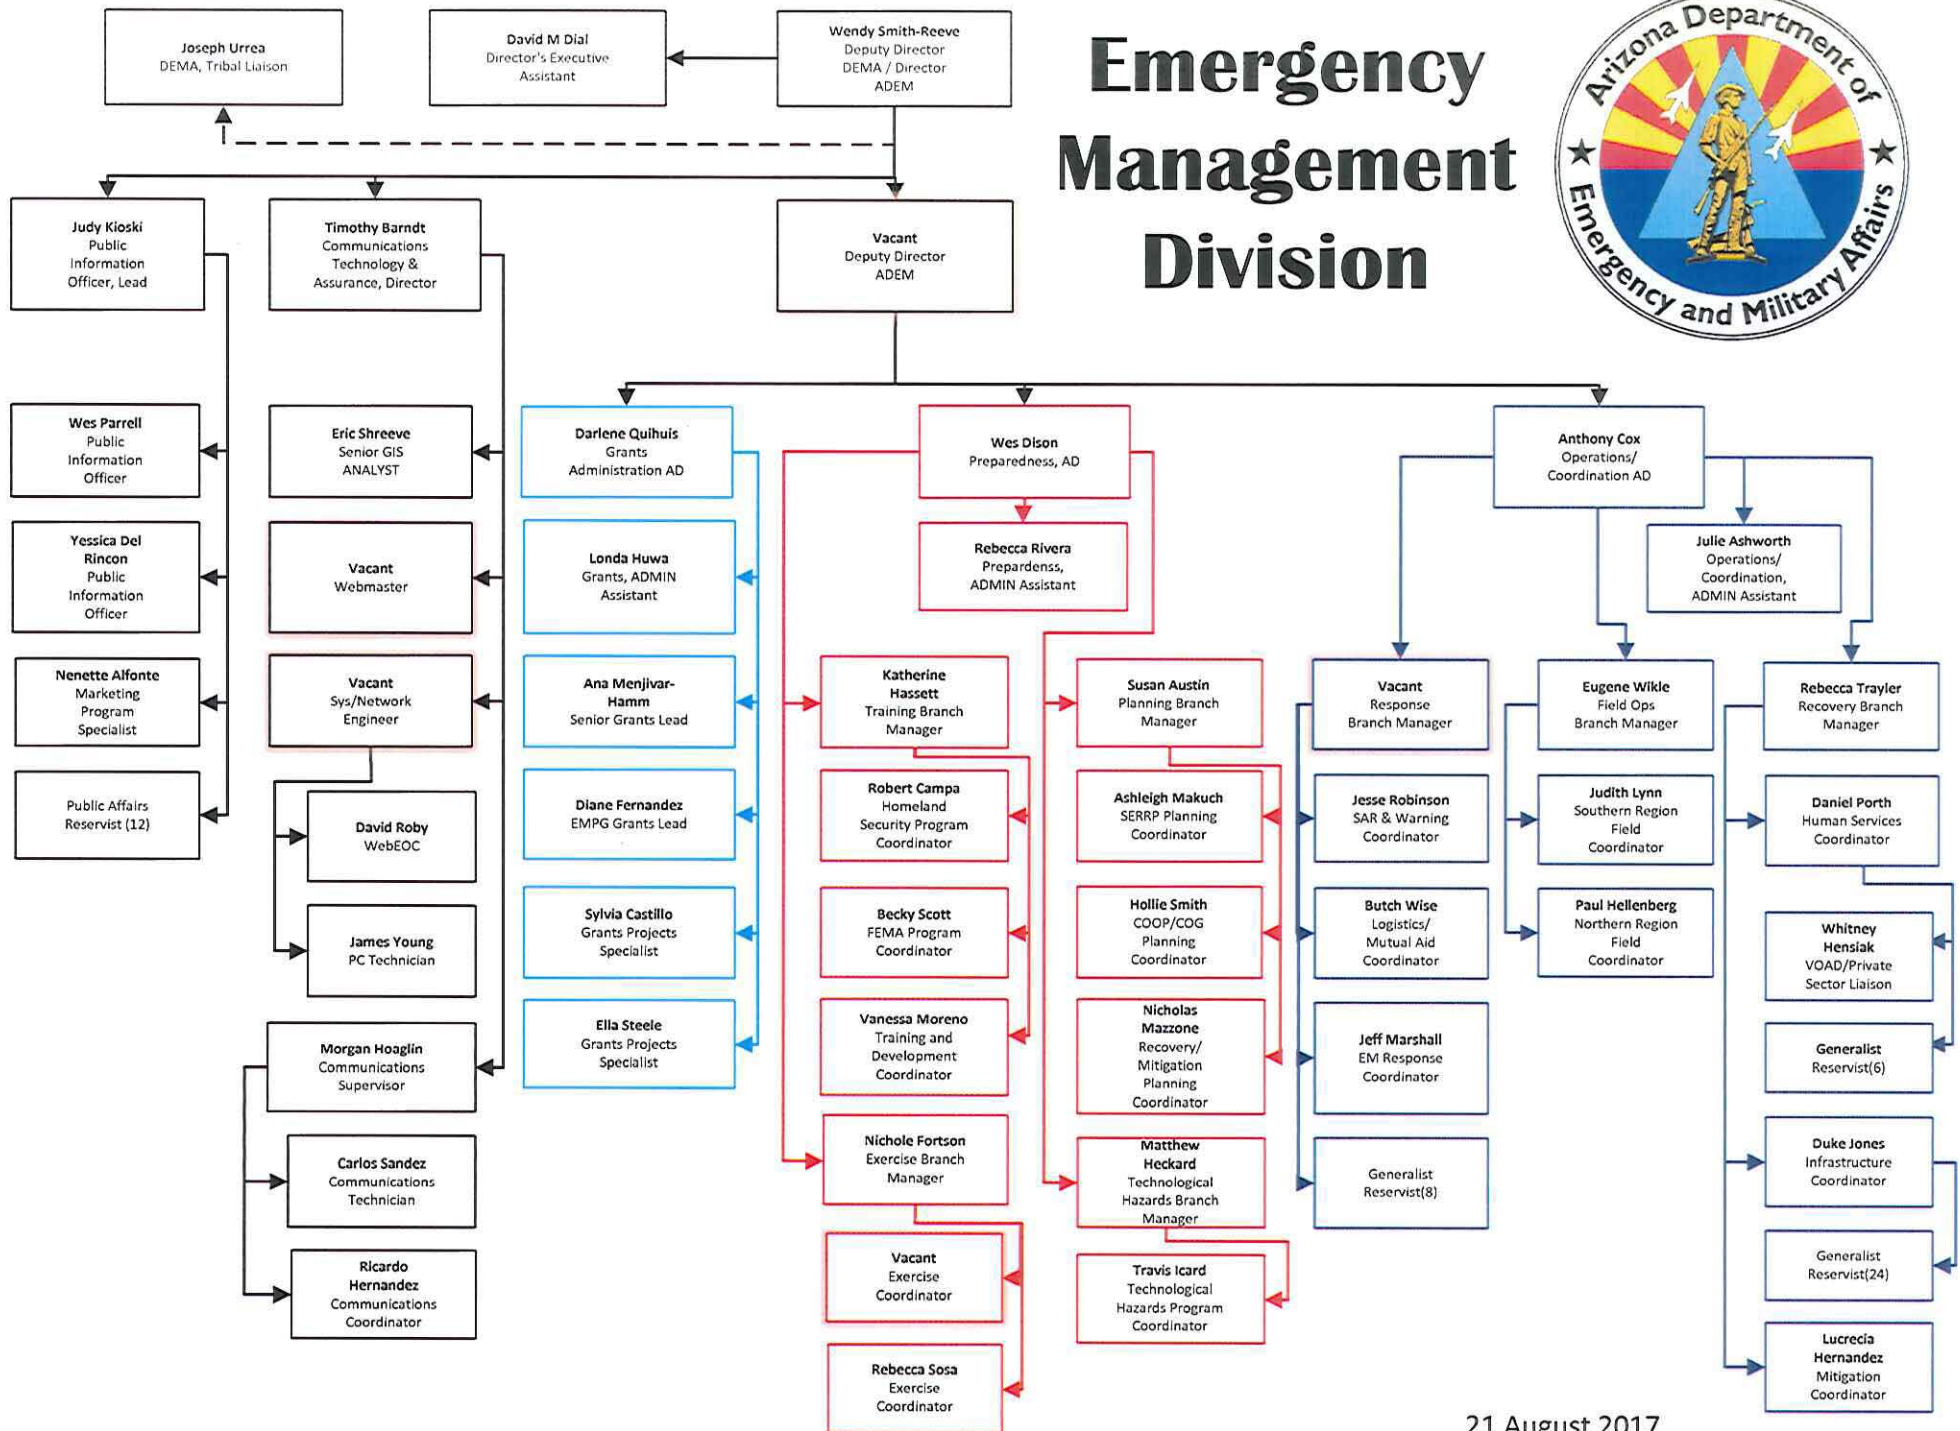 Joseph Urrea
DEMA, Tribal Liaison
David M Dial
Director's Executive
Assistant
Wendy Smith-Reeve
Deputy Director
DEMA / Director
ADEM
Emergency
Management
Division
Arizona Department of
Emergency and Military Affairs
Judy Kioski
Public
Information
Officer, Lead
Timothy Barndt
Communications
Technology &
Assurance, Director
Vacant
Deputy Director
ADEM
Wes Parrell
Public
Information
Officer
Yessica Del
Rincon
Public
Information
Officer
Nenette Alfonte
Marketing
Program
Specialist
Public Affairs
Reservist (12)
Eric Shreeve
Senior GIS
ANALYST
Vacant
Webmaster
Vacant
Sys/Network
Engineer
David Roby
WebEOC
James Young
PC Technician
Morgan Hoaglin
Communications
Supervisor
Carlos Sandez
Communications
Technician
Ricardo
Hernandez
Communications
Coordinator
Darlene Quihuis
Grants
Administration AD
Londa Huwa
Grants, ADMIN
Assistant
Ana Menjivar-
Hamm
Senior Grants Lead
Diane Fernandez
EMPG Grants Lead
Sylvia Castillo
Grants Projects
Specialist
Ella Steele
Grants Projects
Specialist
Wes Dison
Preparedness, AD
Rebecca Rivera
Prepardenss,
ADMIN Assistant
Katherine
Hassett
Training Branch
Manager
Robert Campa
Homeland
Security Program
Coordinator
Becky Scott
FEMA Program
Coordinator
Vanessa Moreno
Training and
Development
Coordinator
Nichole Fortson
Exercise Branch
Manager
Vacant
Exercise
Coordinator
Rebecca Sosa
Exercise
Coordinator
Susan Austin
Planning Branch
Manager
Ashleigh Makuch
SERRP Planning
Coordinator
Hollie Smith
COOP/COG
Planning
Coordinator
Nicholas
Mazzone
Recovery/
Mitigation
Planning
Coordinator
Matthew
Heckard
Technological
Hazards Branch
Manager
Travis Icard
Technological
Hazards Program
Coordinator
Anthony Cox
Operations/
Coordination AD
Julie Ashworth
Operations/
Coordination,
ADMIN Assistant
Vacant
Response
Branch Manager
Jesse Robinson
SAR & Warning
Coordinator
Butch Wise
Logistics/
Mutual Aid
Coordinator
Jeff Marshall
EM Response
Coordinator
Generalist
Reservist(8)
Eugene Wikle
Field Ops
Branch Manager
Judith Lynn
Southern Region
Field
Coordinator
Paul Hellenberg
Northern Region
Field
Coordinator
Rebecca Trayler
Recovery Branch
Manager
Daniel Porth
Human Services
Coordinator
Whitney
Hensiak
VOAD/Private
Sector Liaison
Generalist
Reservist(6)
Duke Jones
Infrastructure
Coordinator
Generalist
Reservist(24)
Lucrecia
Hernandez
Mitigation
Coordinator
21 August 2017